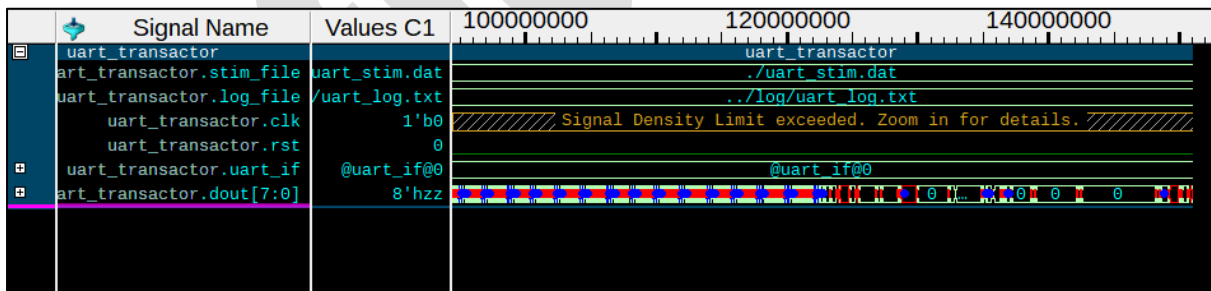 Signal Name Values C1 100000000 120000000 140000000
uart_transactor uart_transactor
art_transactor.stim_file uart_stim.dat ./uart_stim.dat
uart_transactor.log_file /uart_log.txt ../log/uart_log.txt
uart_transactor.clk 1'b0 Signal Density Limit exceeded. Zoom in for details.
uart_transactor.rst 0
uart_transactor.uart_if @uart_if@0 @uart_if@0
art_transactor.dout[7:0] 8'hzz 0 … 0 0 0